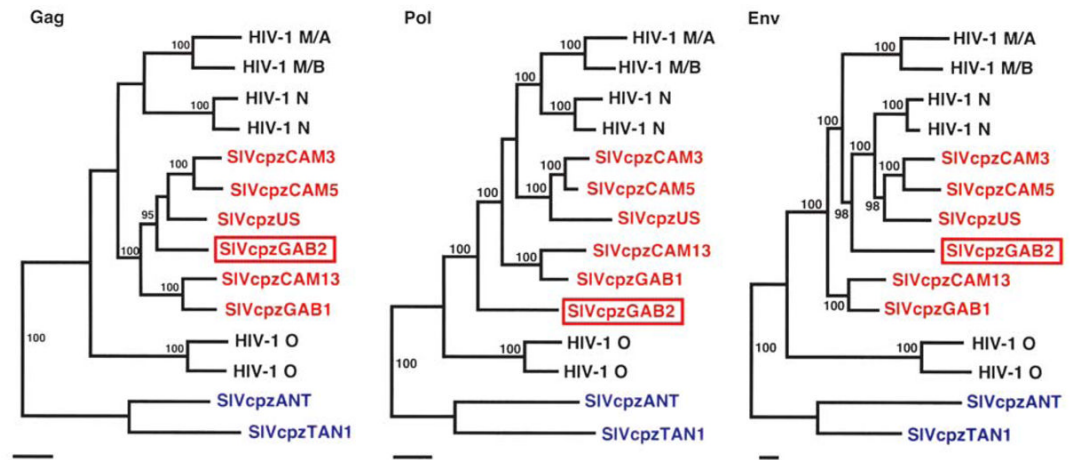 Gag
100
HIV-1 M/A
HIV-1 M/B
100
HIV-1 N
HIV-1 N
100
SIVcpzCAM3
SIVcpzCAM5
95
SIVcpzUS
SIVcpzGAB2
100
SIVcpzCAM13
100
SIVcpzGAB1
100
HIV-1 O
100
HIV-1 O
SIVcpzANT
SIVcpzTAN1
Pol
100
HIV-1 M/A
HIV-1 M/B
100
100
HIV-1 N
HIV-1 N
100
SIVcpzCAM3
100
100
SIVcpzCAM5
SIVcpzUS
100
SIVcpzCAM13
100
SIVcpzGAB1
SIVcpzGAB2
100
HIV-1 O
100
HIV-1 O
SIVcpzANT
SIVcpzTAN1
Env
100
HIV-1 M/A
HIV-1 M/B
100
HIV-1 N
100
HIV-1 N
100
100
SIVcpzCAM3
SIVcpzCAM5
100
98
98
SIVcpzUS
SIVcpzGAB2
SIVcpzCAM13
100
SIVcpzGAB1
100
HIV-1 O
100
HIV-1 O
SIVcpzANT
SIVcpzTAN1